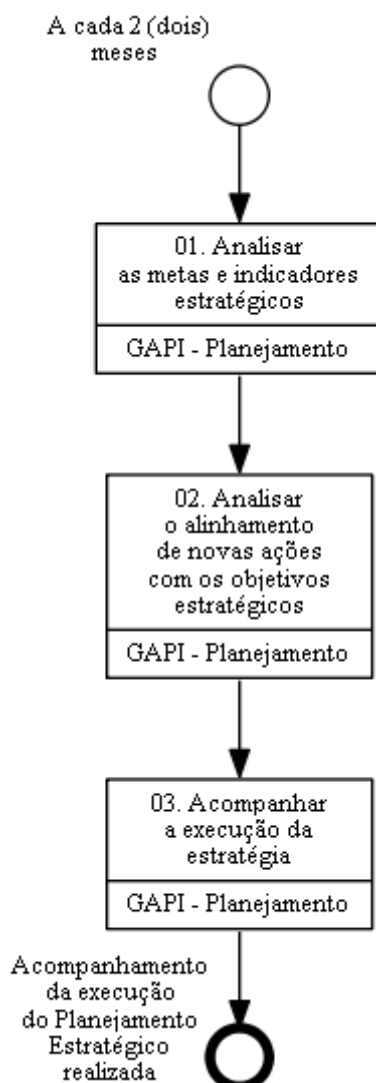 A cada 2 (dois)
meses
01. Analisar
as metas e indicadores
estratégicos
GAPI - Planejamento
02. Analisar
o alinhamento
de novas ações
com os objetivos
estratégicos
GAPI - Planejamento
03. Acompanhar
a execução da
estratégia
GAPI - Planejamento
Acompanhamento
da execução
do Planejamento
Estratégico
realizada